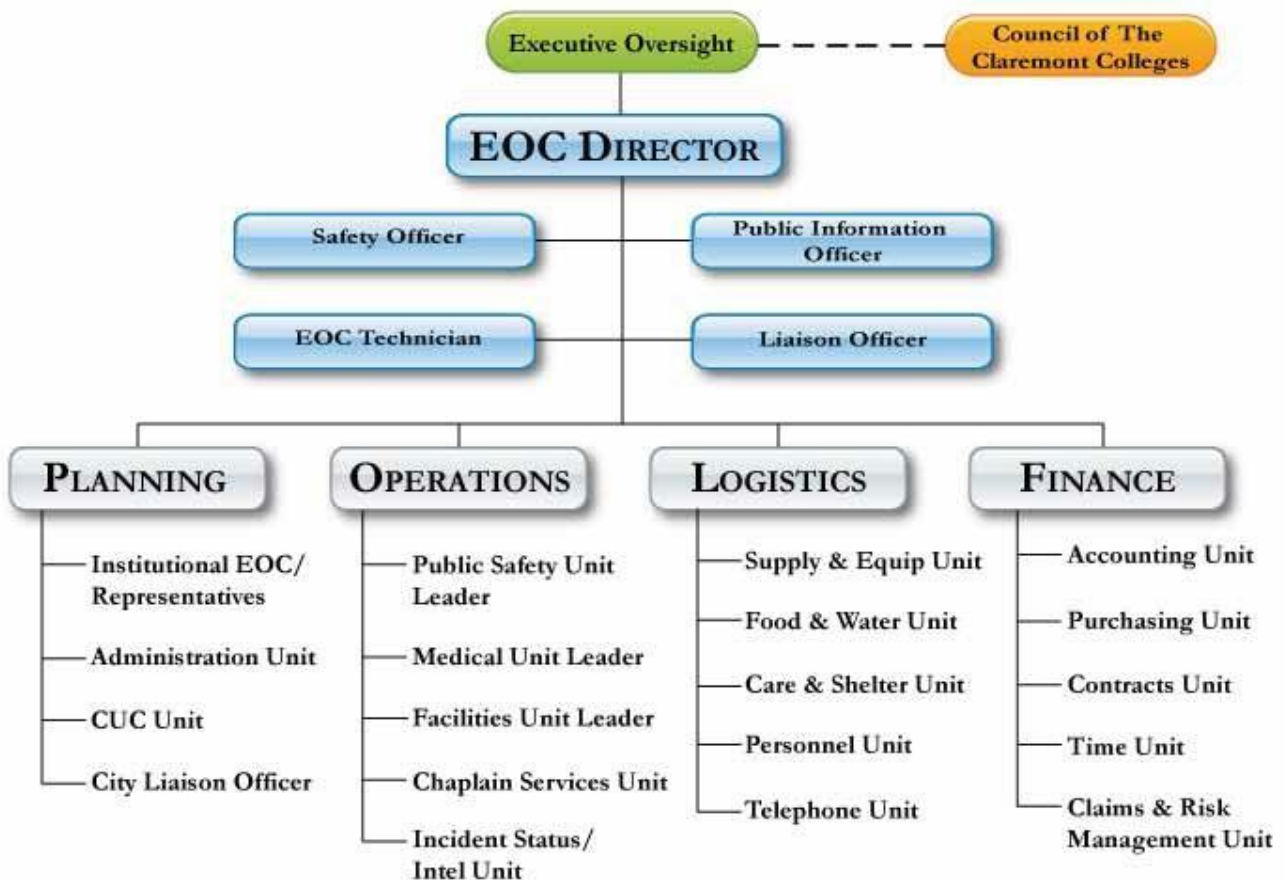 Executive Oversight
Council of The
Claremont Colleges
EOC DIRECTOR
Safety Officer
Public Information
Officer
EOC Technician
Liaison Officer
PLANNING
Institutional EOC/
Representatives
Administration Unit
CUC Unit
City Liaison Officer
OPERATIONS
Public Safety Unit
Leader
Medical Unit Leader
Facilities Unit Leader
Chaplain Services Unit
Incident Status/
Intel Unit
LOGISTICS
Supply & Equip Unit
Food & Water Unit
Care & Shelter Unit
Personnel Unit
Telephone Unit
FINANCE
Accounting Unit
Purchasing Unit
Contracts Unit
Time Unit
Claims & Risk
Management Unit